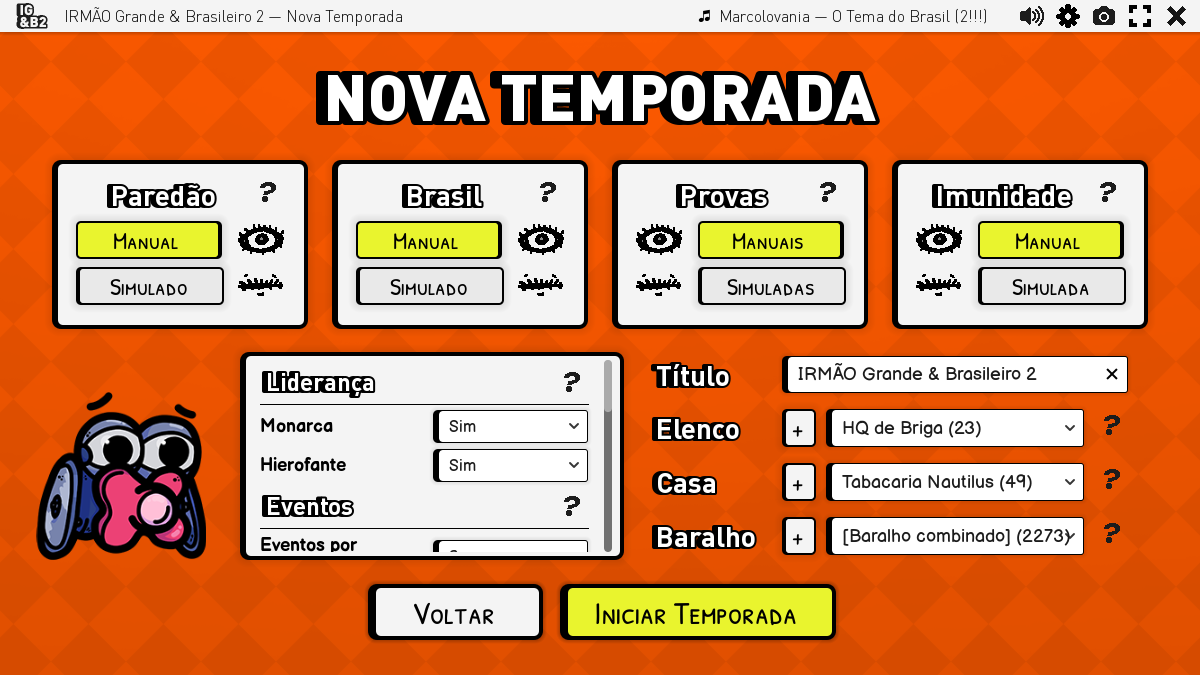 IG
&B2
IRMÃO Grande & Brasileiro 2 — Nova Temporada
Marcolovania — O Tema do Brasil (2!!!)
NOVA TEMPORADA
Paredão ?
Manual
Simulado
Brasil ?
Manual
Simulado
Provas ?
Manuais
Simuladas
Imunidade ?
Manual
Simulada
Liderança ?
Monarca Sim
Hierofante Sim
Eventos ?
Eventos por
Título IRMÃO Grande & Brasileiro 2
Elenco + HQ de Briga (23) ?
Casa + Tabacaria Nautilus (49) ?
Baralho + [Baralho combinado] (2273) ?
Voltar
Iniciar Temporada